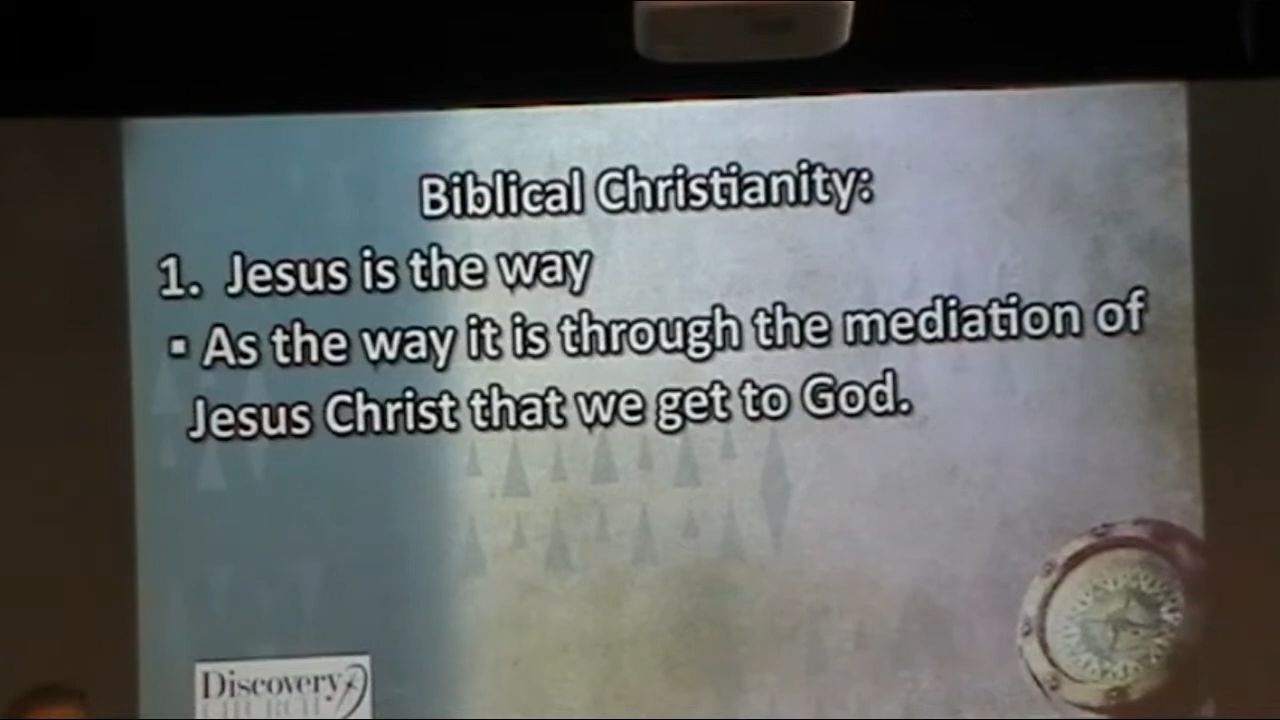 Biblical Christianity:
1. Jesus is the way
▪ As the way it is through the mediation of
Jesus Christ that we get to God.
Discovery
CHURCH